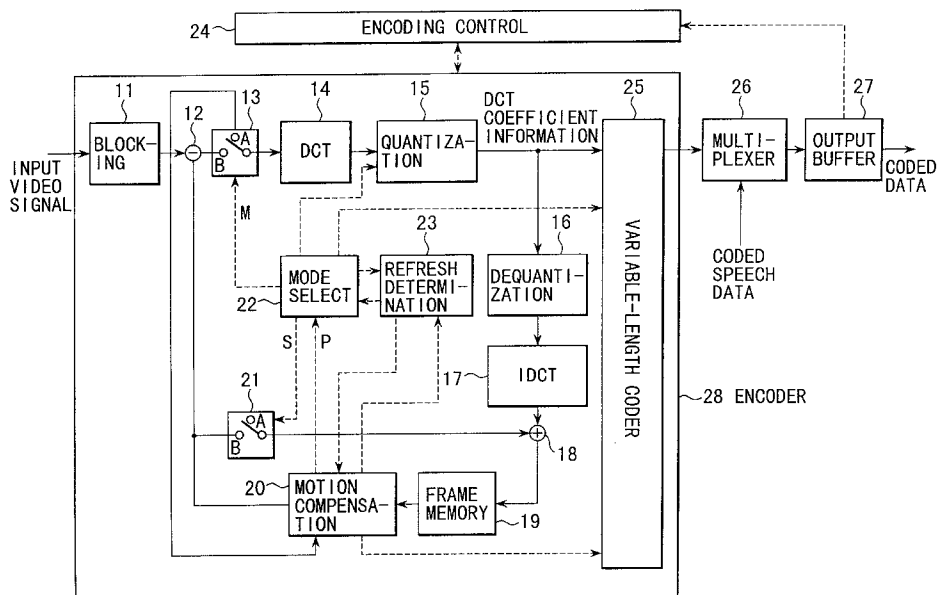 24
ENCODING CONTROL
11
BLOCK-
ING
12
13
A
B
14
DCT
15
QUANTIZA-
TION
DCT
COEFFICIENT
INFORMATION
25
VARIABLE-LENGTH CODER
26
MULTI-
PLEXER
27
OUTPUT
BUFFER
INPUT
VIDEO
SIGNAL
CODED
DATA
CODED
SPEECH
DATA
M
22
MODE
SELECT
23
REFRESH
DETERMI-
NATION
16
DEQUANTI-
ZATION
S
P
17
IDCT
28 ENCODER
21
A
B
18
20
MOTION
COMPENSA-
TION
FRAME
MEMORY
19